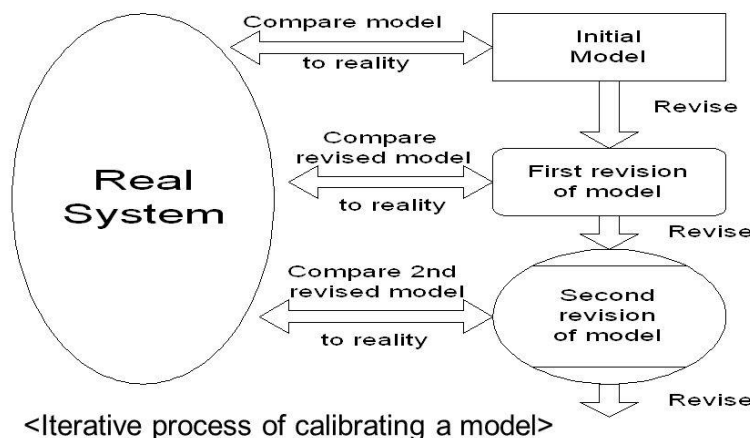 Compare model
to reality
Initial
Model
Revise
Real
System
Compare
revised model
to reality
First revision
of model
Revise
Compare 2nd
revised model
to reality
Second
revision
of model
Revise
<Iterative process of calibrating a model>